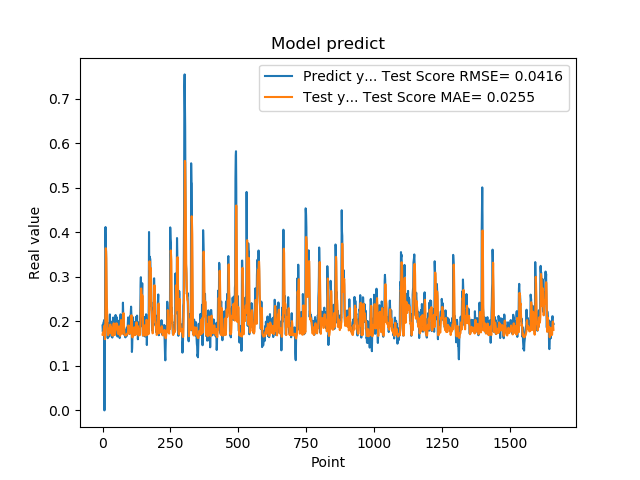 Model predict
Predict y... Test Score RMSE= 0.0416
Test y... Test Score MAE= 0.0255
Real value
0.7
0.6
0.5
0.4
0.3
0.2
0.1
0.0
0 250 500 750 1000 1250 1500
Point